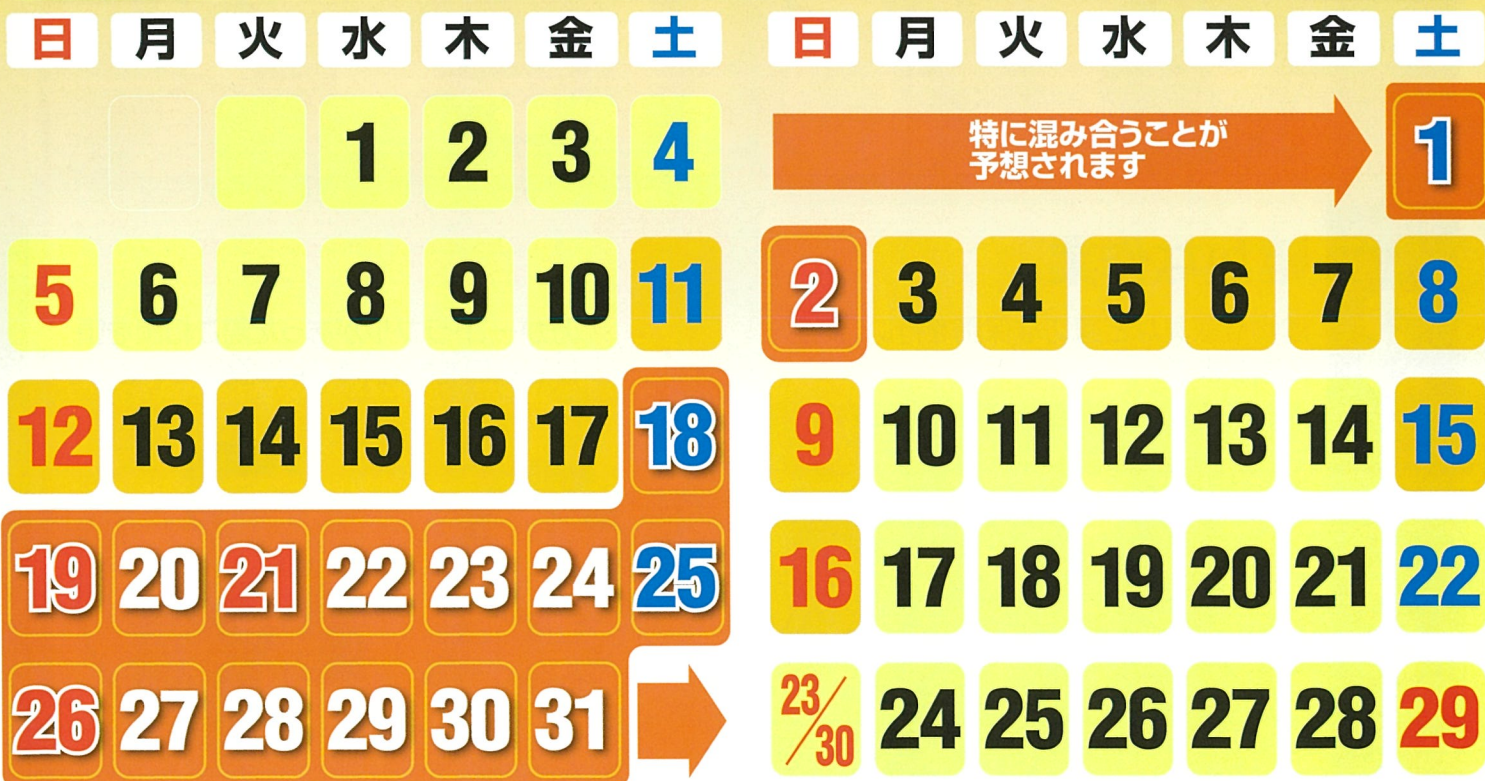 日 月 火 水 木 金 土
1 2 3 4
5 6 7 8 9 10 11
12 13 14 15 16 17 18
19 20 21 22 23 24 25
26 27 28 29 30 31
日 月 火 水 木 金 土
特に混み合うことが
予想されます
1
2 3 4 5 6 7 8
9 10 11 12 13 14 15
16 17 18 19 20 21 22
23/30 24 25 26 27 28 29